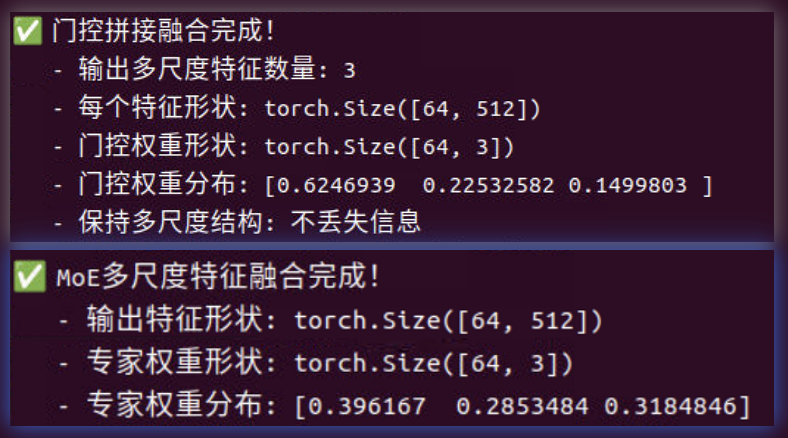 ✅ 门控拼接融合完成!
- 输出多尺度特征数量: 3
- 每个特征形状: torch.Size([64, 512])
- 门控权重形状: torch.Size([64, 3])
- 门控权重分布: [0.6246939  0.22532582 0.1499803 ]
- 保持多尺度结构: 不丢失信息
✅ MoE多尺度特征融合完成!
- 输出特征形状: torch.Size([64, 512])
- 专家权重形状: torch.Size([64, 3])
- 专家权重分布: [0.396167  0.2853484 0.3184846]